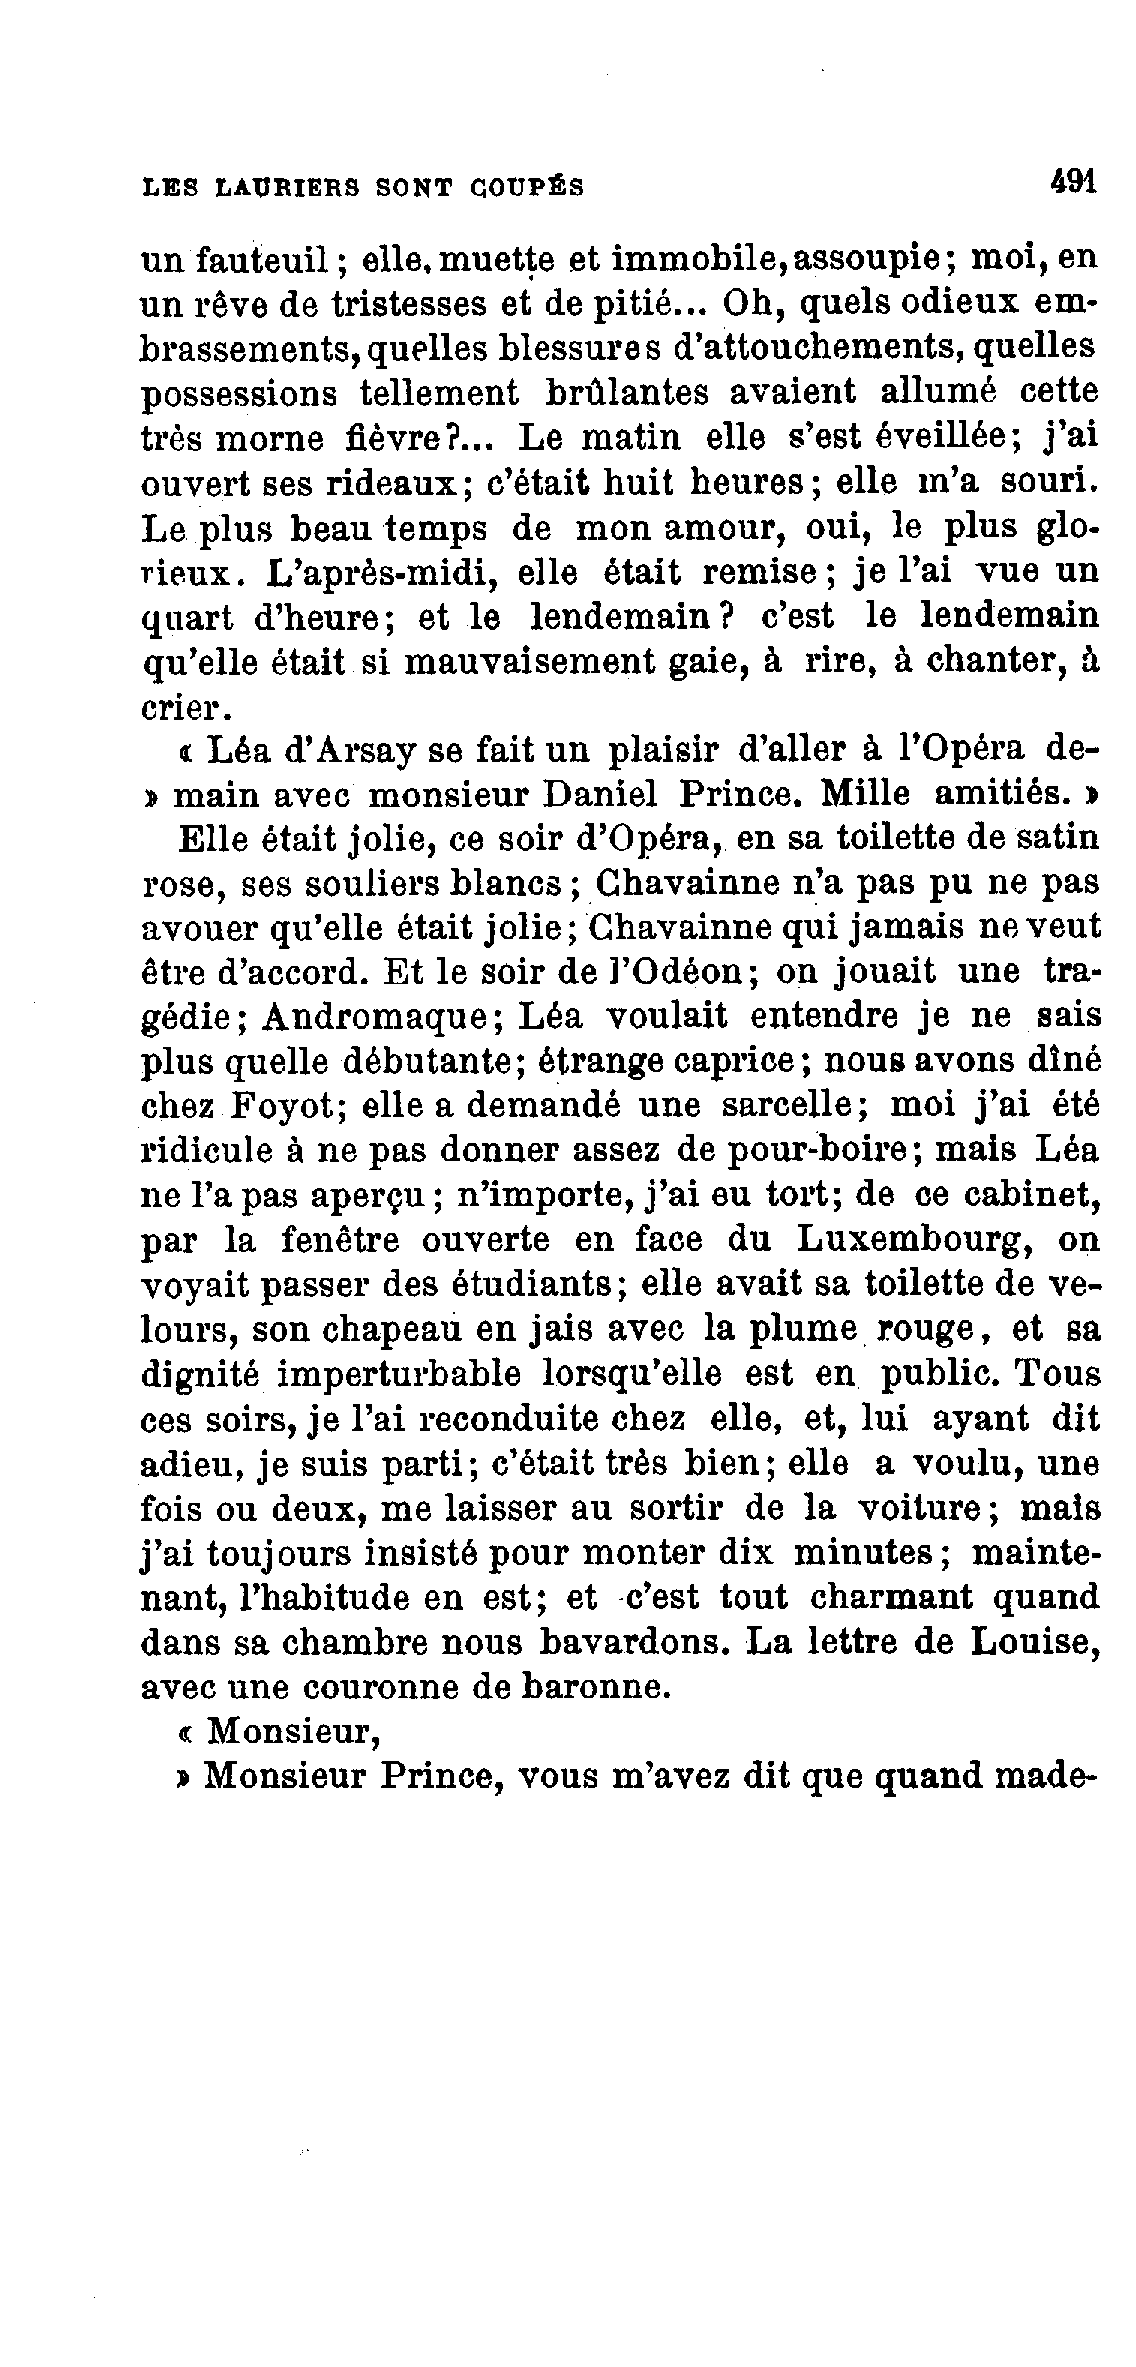 LES LAURIERS SONT COUPÉS 491
un fauteuil ; elle, muette et immobile, assoupie ; moi, en
un rêve de tristesses et de pitié... Oh, quels odieux em-
brassements, quelles blessures d'attouchements, quelles
possessions tellement brûlantes avaient allumé cette
très morne fièvre ?... Le matin elle s'est éveillée ; j'ai
ouvert ses rideaux ; c'était huit heures ; elle m'a souri.
Le plus beau temps de mon amour, oui, le plus glo-
rieux. L'après-midi, elle était remise ; je l'ai vue un
quart d'heure ; et le lendemain ? c'est le lendemain
qu'elle était si mauvaisement gaie, à rire, à chanter, à
crier.
« Léa d'Arsay se fait un plaisir d'aller à l'Opéra de-
» main avec monsieur Daniel Prince. Mille amitiés. »
Elle était jolie, ce soir d'Opéra, en sa toilette de satin
rose, ses souliers blancs ; Chavainne n'a pas pu ne pas
avouer qu'elle était jolie ; Chavainne qui jamais ne veut
être d'accord. Et le soir de l'Odéon ; on jouait une tra-
gédie ; Andromaque ; Léa voulait entendre je ne sais
plus quelle débutante ; étrange caprice ; nous avons dîné
chez Foyot ; elle a demandé une sarcelle ; moi j'ai été
ridicule à ne pas donner assez de pour-boire ; mais Léa
ne l'a pas aperçu ; n'importe, j'ai eu tort ; de ce cabinet,
par la fenêtre ouverte en face du Luxembourg, on
voyait passer des étudiants ; elle avait sa toilette de ve-
lours, son chapeau en jais avec la plume rouge, et sa
dignité imperturbable lorsqu'elle est en public. Tous
ces soirs, je l'ai reconduite chez elle, et, lui ayant dit
adieu, je suis parti ; c'était très bien ; elle a voulu, une
fois ou deux, me laisser au sortir de la voiture ; mais
j'ai toujours insisté pour monter dix minutes ; mainte-
nant, l'habitude en est ; et c'est tout charmant quand
dans sa chambre nous bavardons. La lettre de Louise,
avec une couronne de baronne.
« Monsieur,
» Monsieur Prince, vous m'avez dit que quand made-